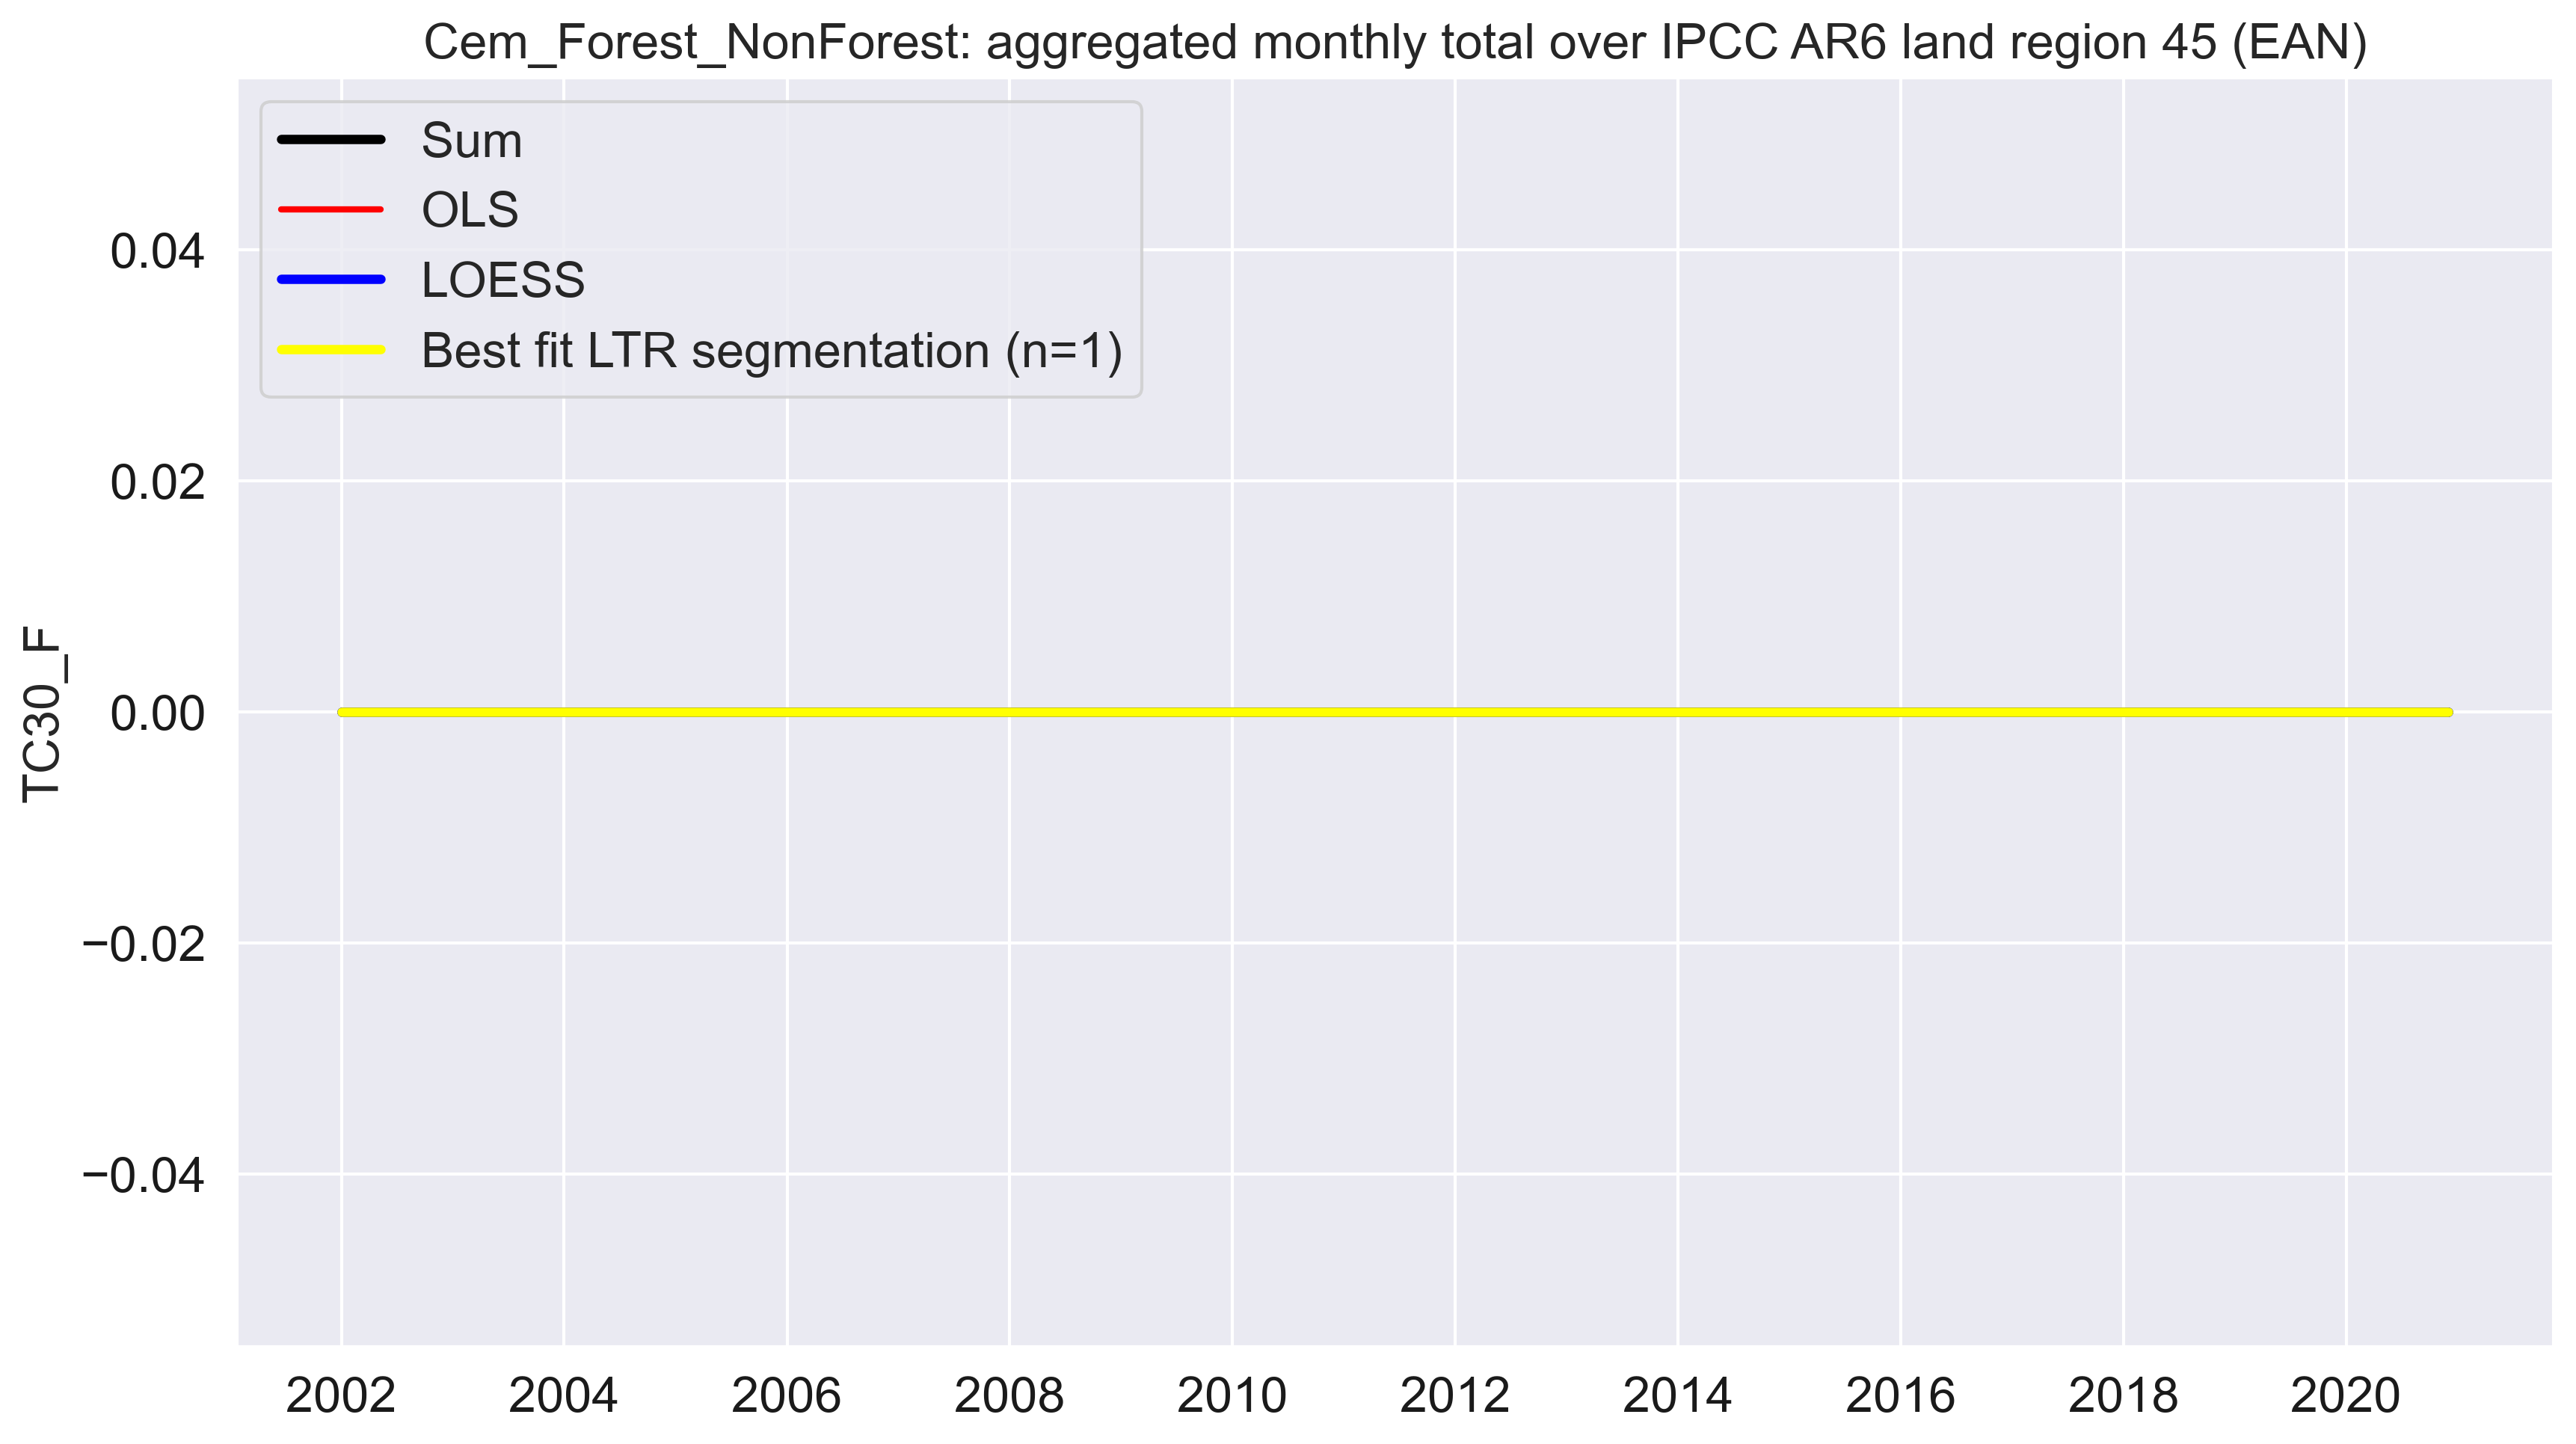 Cem_Forest_NonForest: aggregated monthly total over IPCC AR6 land region 45 (EAN)
Sum
OLS
LOESS
Best fit LTR segmentation (n=1)
TC30_F
0.04
0.02
0.00
−0.02
−0.04
2002 2004 2006 2008 2010 2012 2014 2016 2018 2020